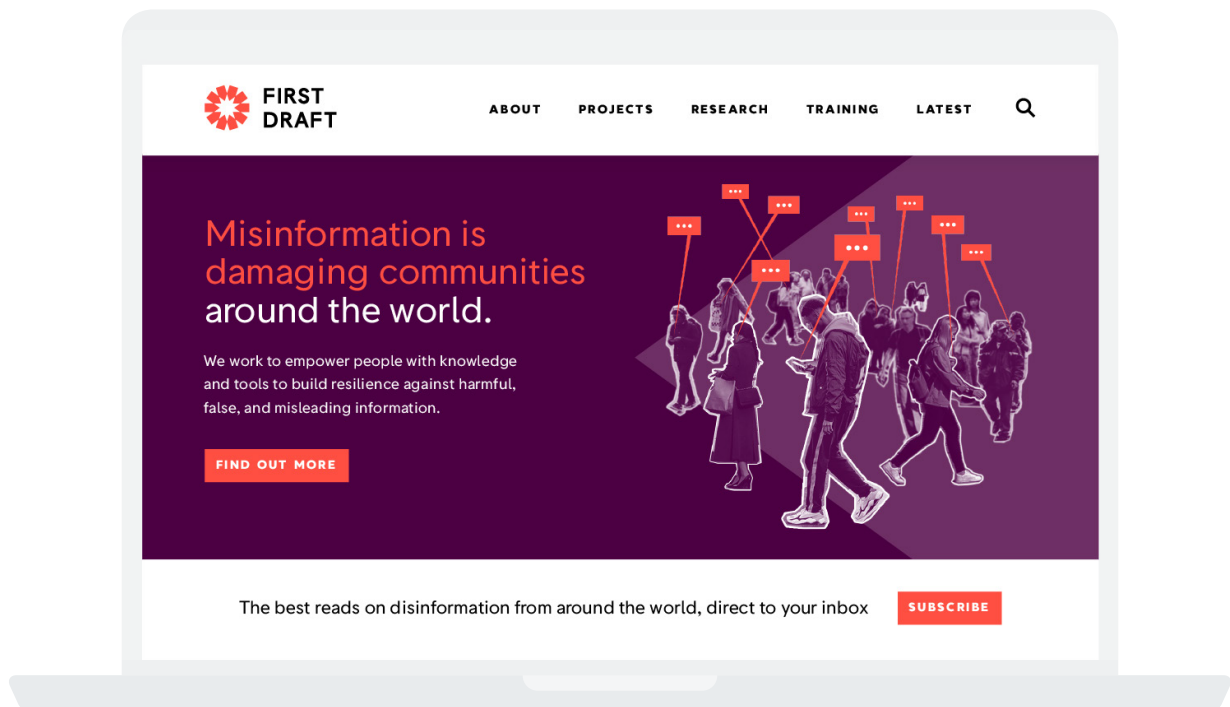 FIRST
DRAFT
ABOUT PROJECTS RESEARCH TRAINING LATEST
Misinformation is
damaging communities
around the world.
We work to empower people with knowledge
and tools to build resilience against harmful,
false, and misleading information.
FIND OUT MORE
The best reads on disinformation from around the world, direct to your inbox SUBSCRIBE